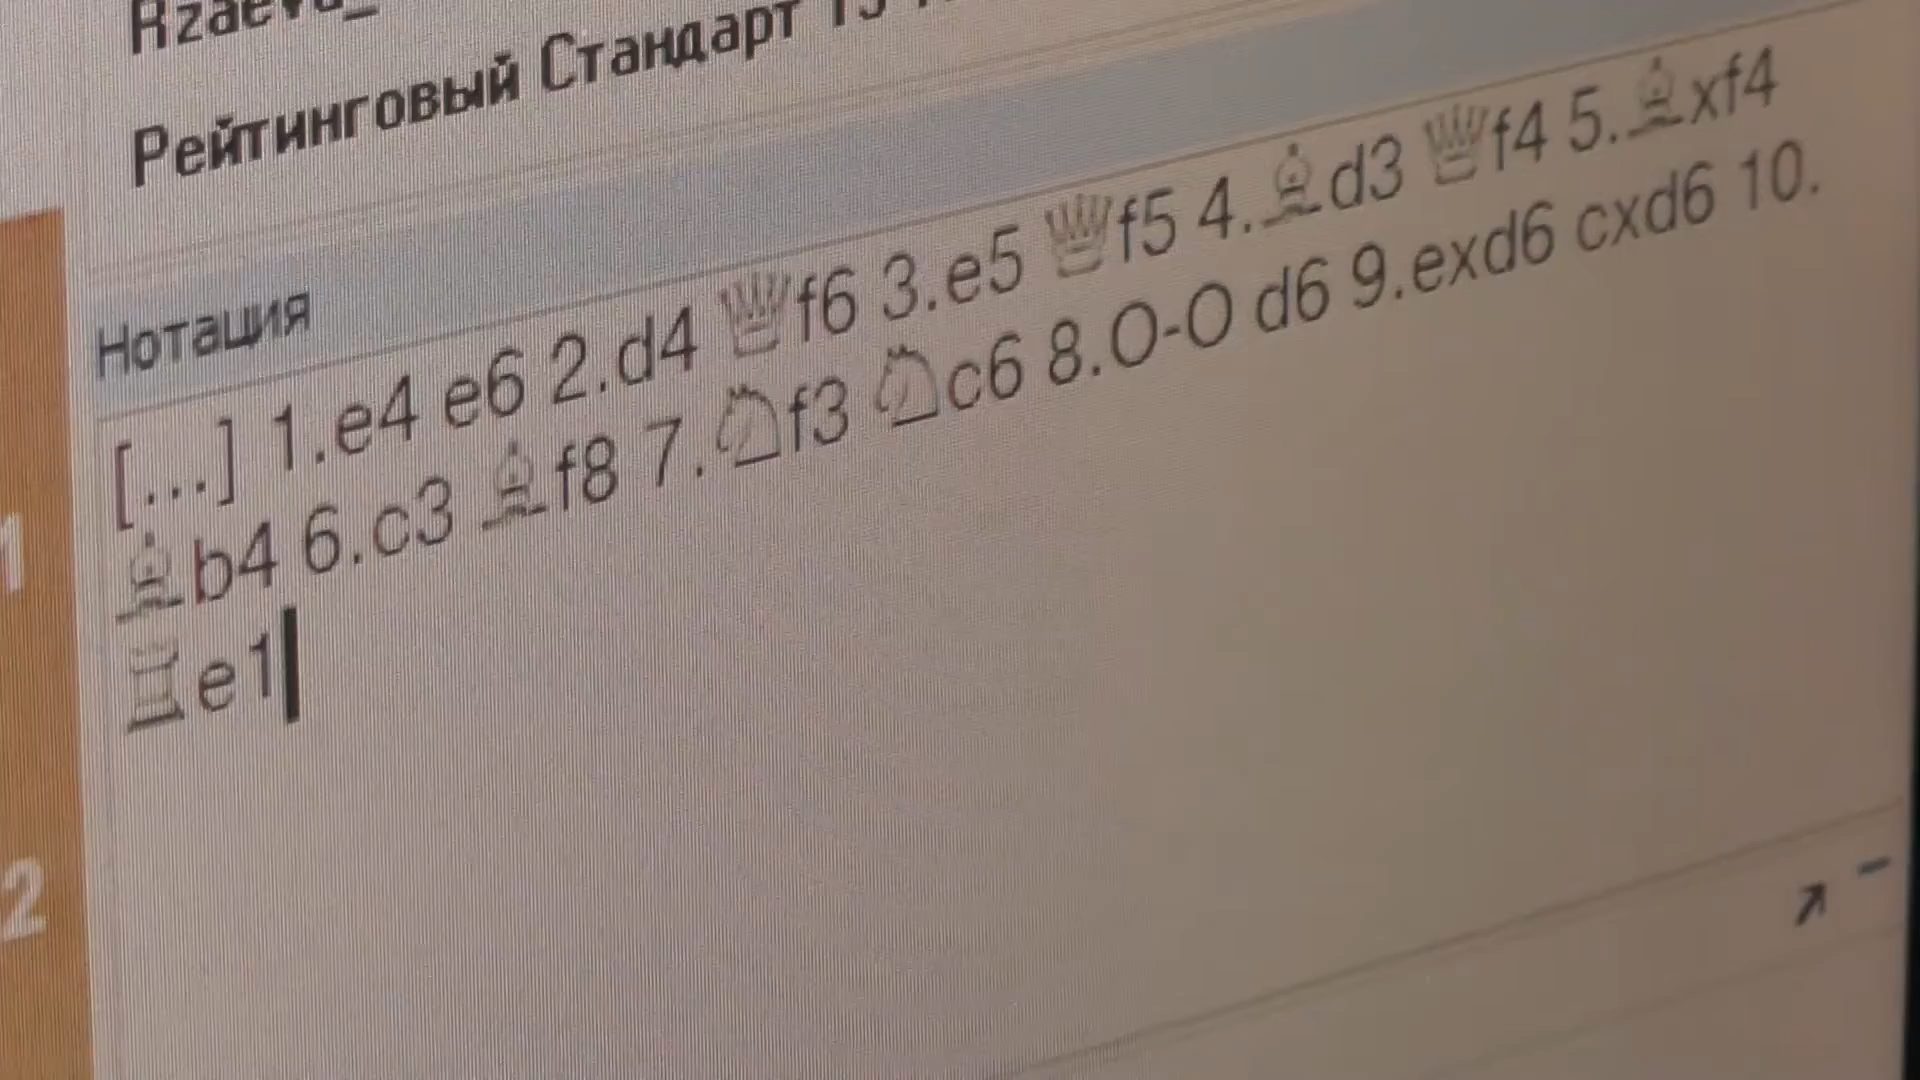 Rzaeva_
Рейтинговый Стандарт 15
Нотация
[...] 1.e4 e6 2.d4 ♕f6 3.e5 ♕f5 4.♗d3 ♕f4 5.♗xf4
♗b4 6.c3 ♗f8 7.♘f3 ♘c6 8.O-O d6 9.exd6 cxd6 10.
♖e1
1
2